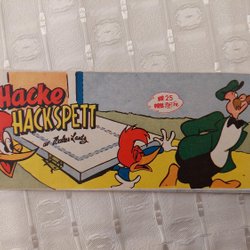 Hacke
HACKSPETT
av Walter Lantz
NR 25